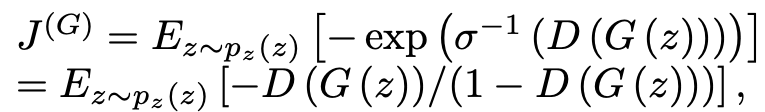 J^{(G)} = E_{z∼p_z(z)} [− exp (σ^{−1} (D (G (z))))]
= E_{z∼p_z(z)} [−D (G (z))/(1 − D (G (z)))] ,